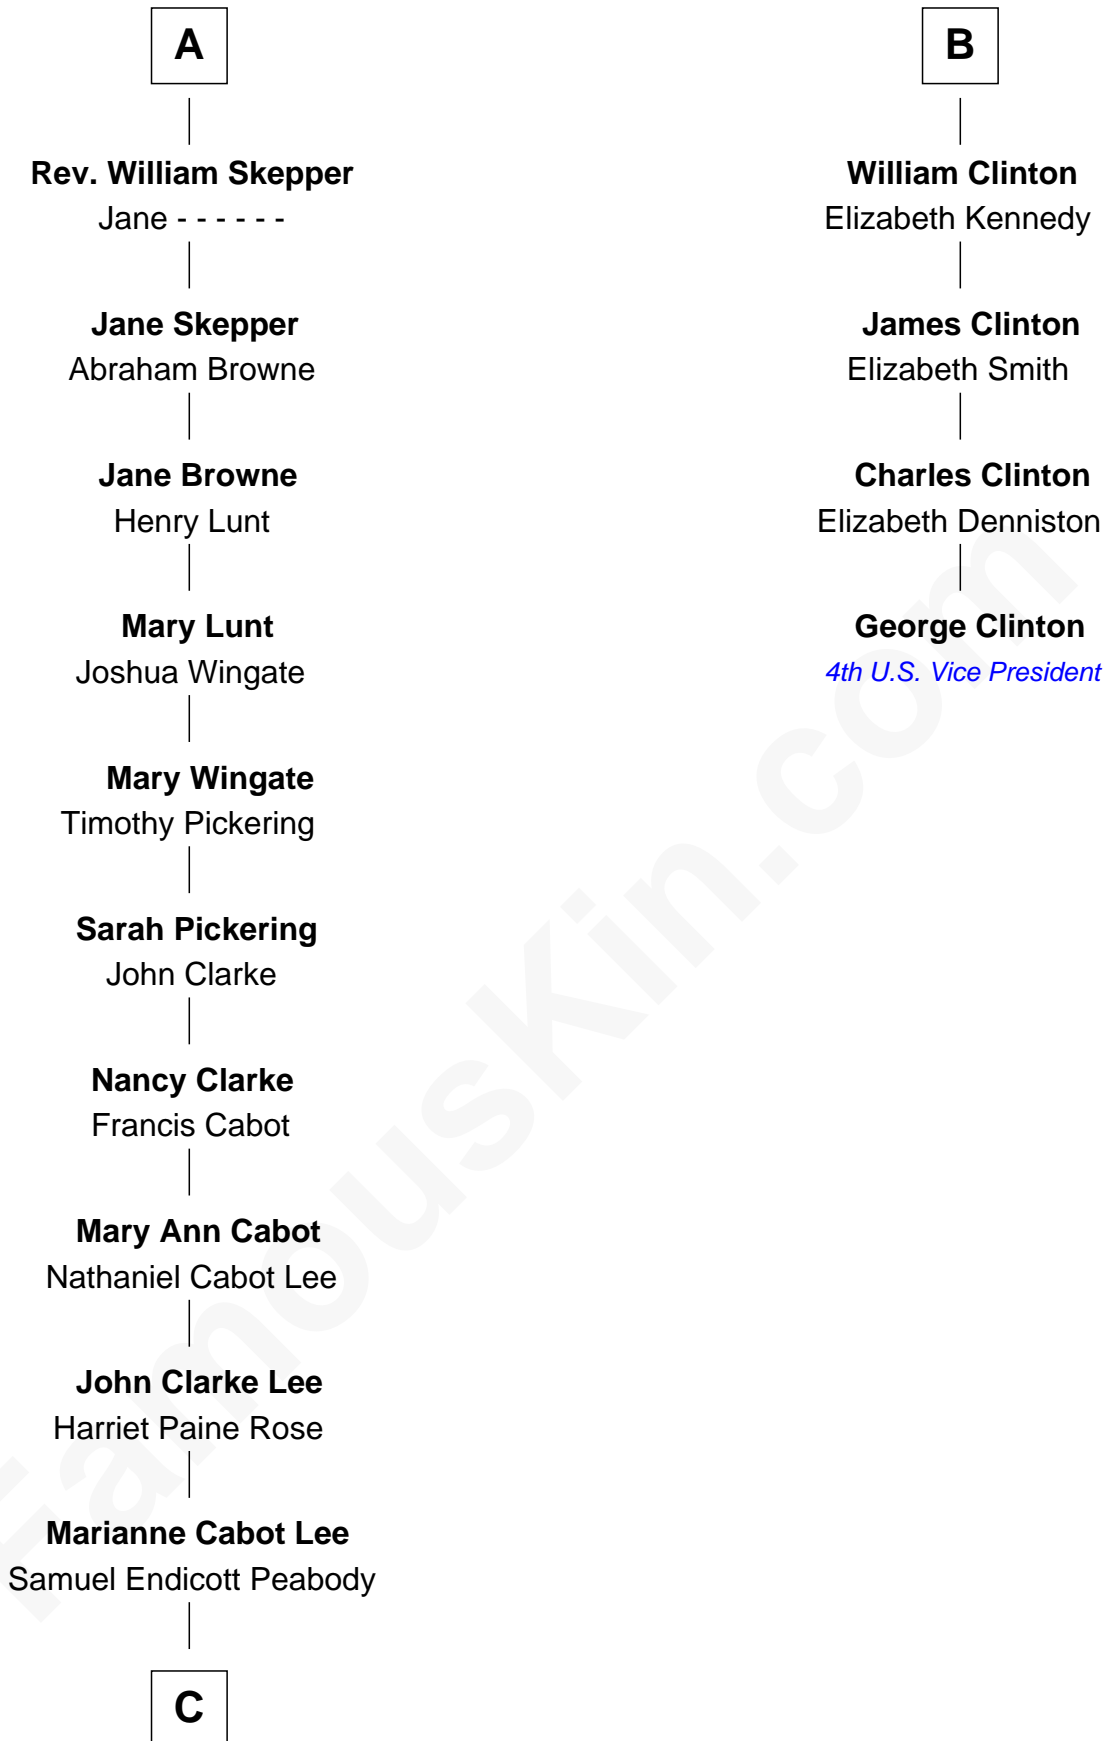 A
Rev. William Skepper
Jane - - - - - -
Jane Skepper
Abraham Browne
Jane Browne
Henry Lunt
Mary Lunt
Joshua Wingate
Mary Wingate
Timothy Pickering
Sarah Pickering
John Clarke
Nancy Clarke
Francis Cabot
Mary Ann Cabot
Nathaniel Cabot Lee
John Clarke Lee
Harriet Paine Rose
Marianne Cabot Lee
Samuel Endicott Peabody
C
B
William Clinton
Elizabeth Kennedy
James Clinton
Elizabeth Smith
Charles Clinton
Elizabeth Denniston
George Clinton
4th U.S. Vice President
FamousKin.com